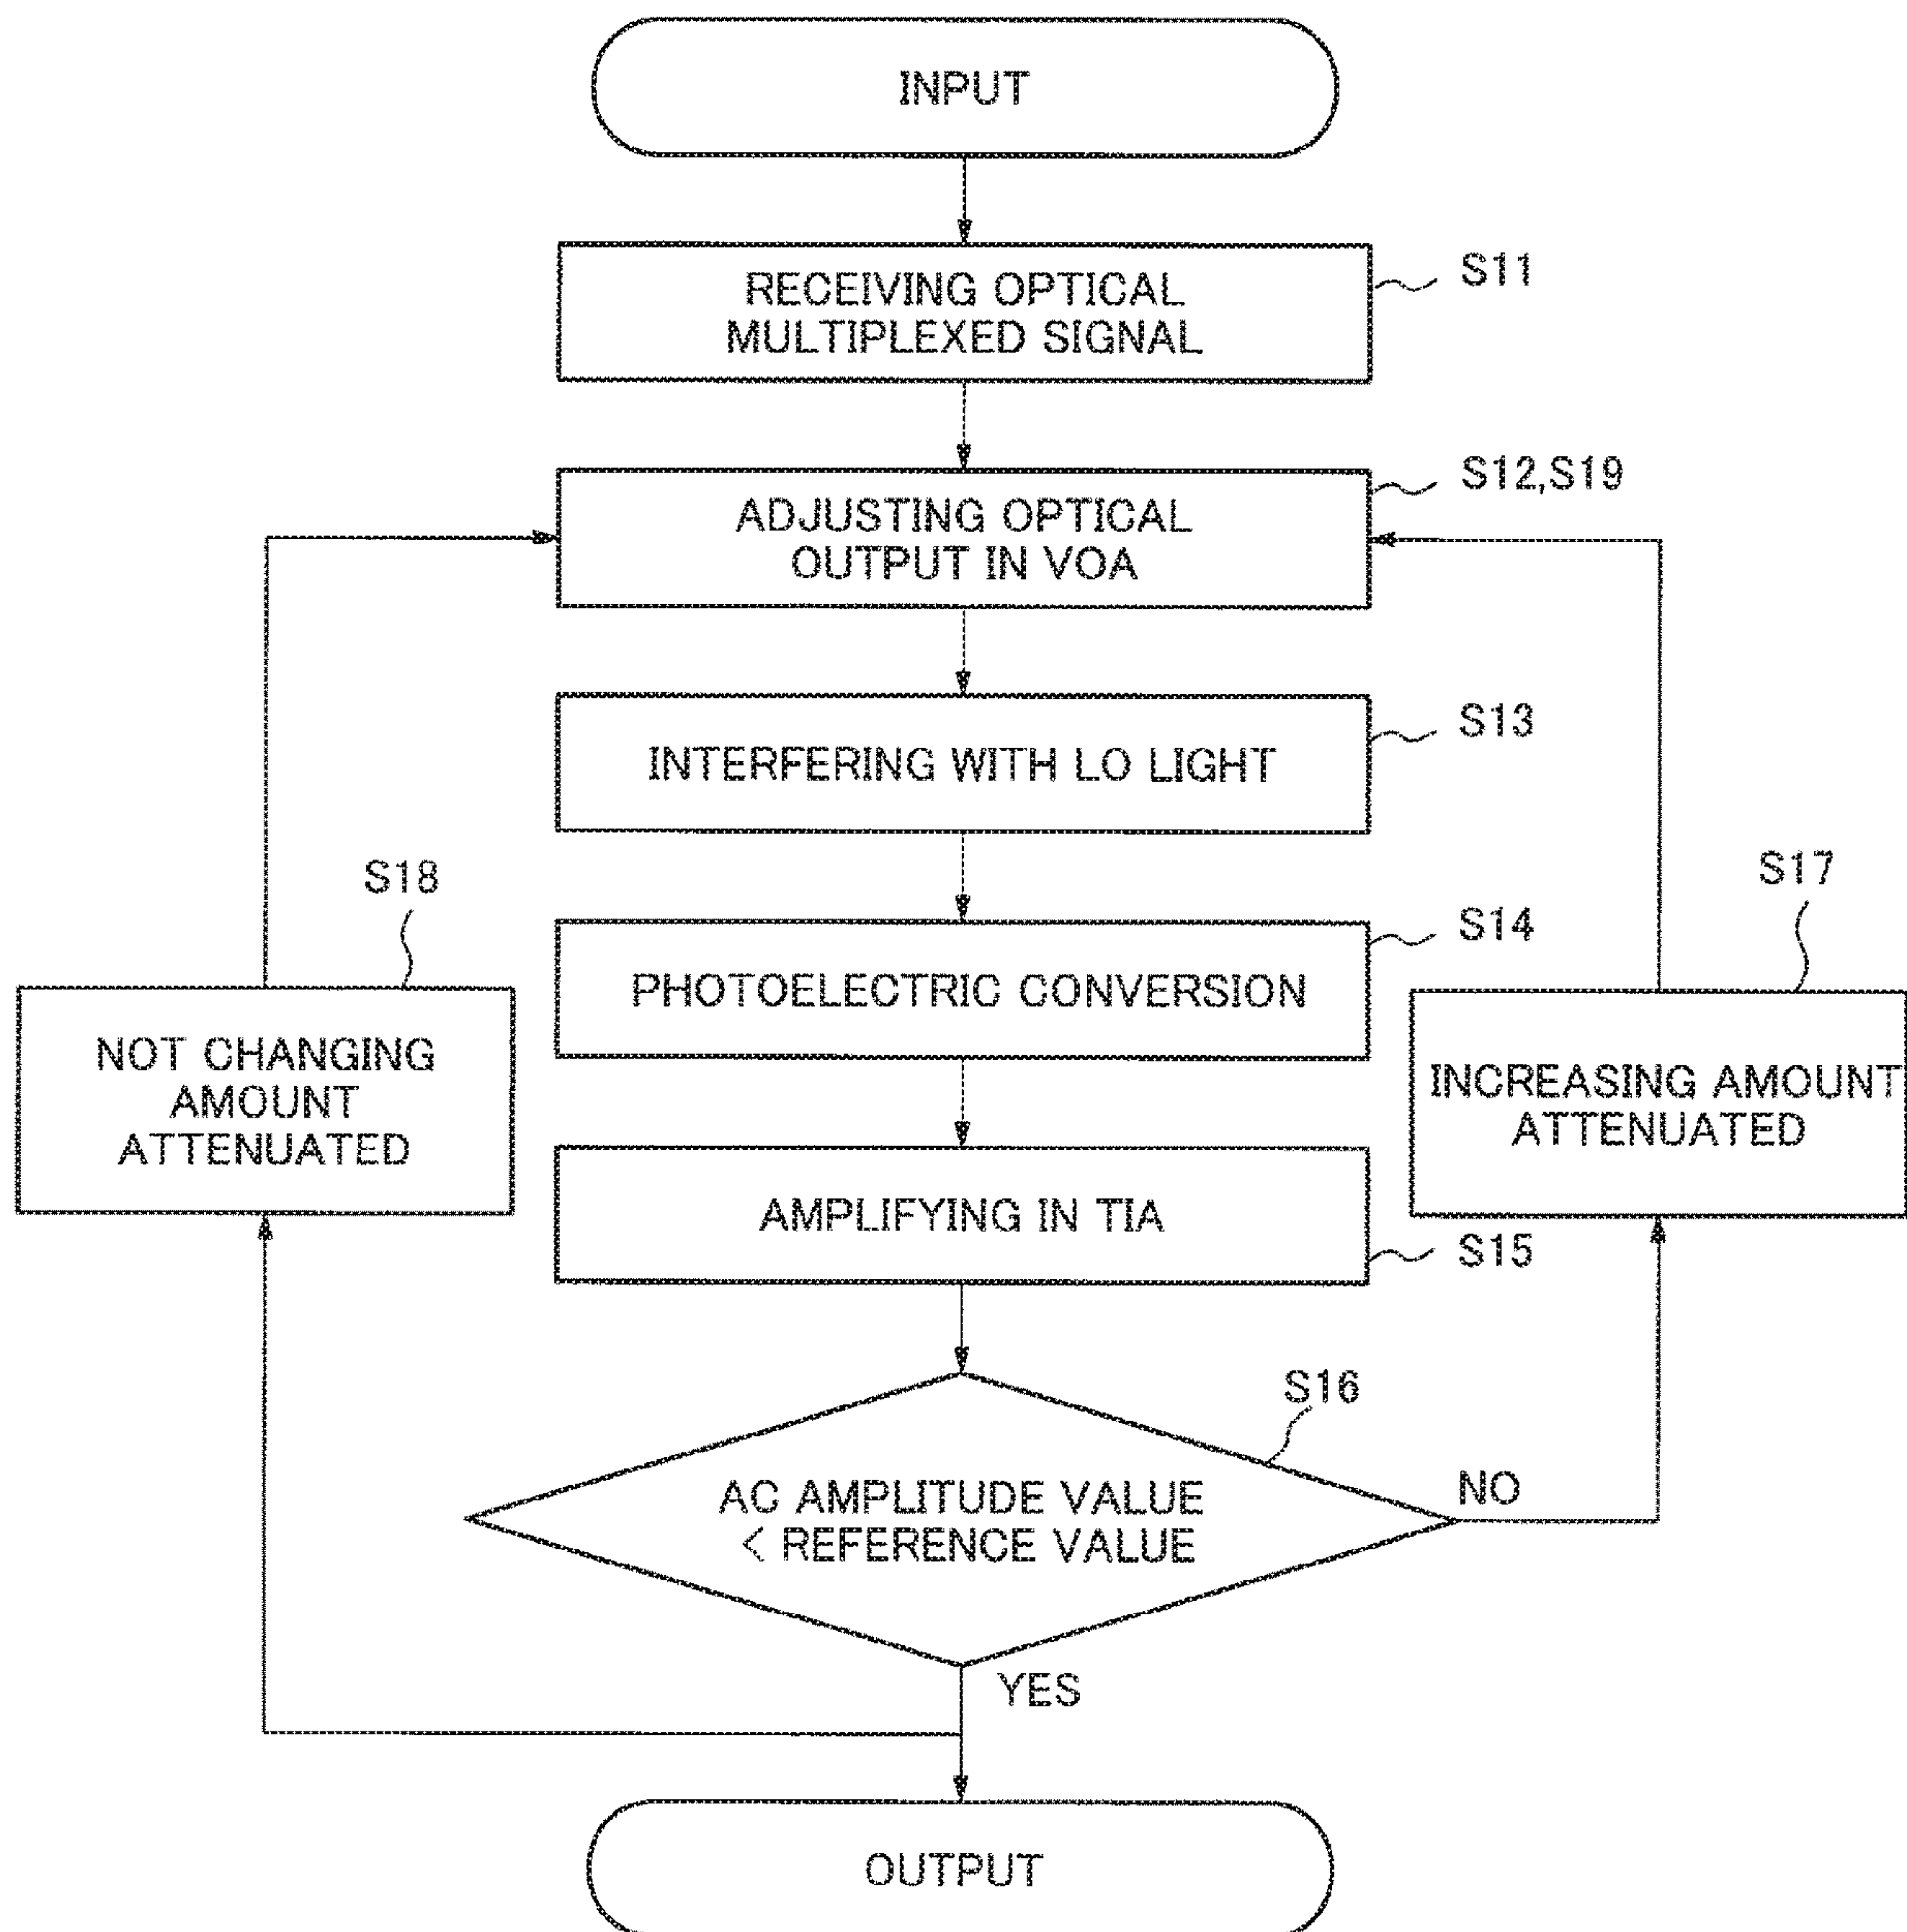 INPUT
RECEIVING OPTICAL
MULTIPLEXED SIGNAL
S11
ADJUSTING OPTICAL
OUTPUT IN VOA
S12,S19
INTERFERING WITH LO LIGHT
S13
S18
NOT CHANGING
AMOUNT
ATTENUATED
PHOTOELECTRIC CONVERSION
S14
S17
INCREASING AMOUNT
ATTENUATED
AMPLIFYING IN TIA
S15
S16
AC AMPLITUDE VALUE
< REFERENCE VALUE
NO
YES
OUTPUT